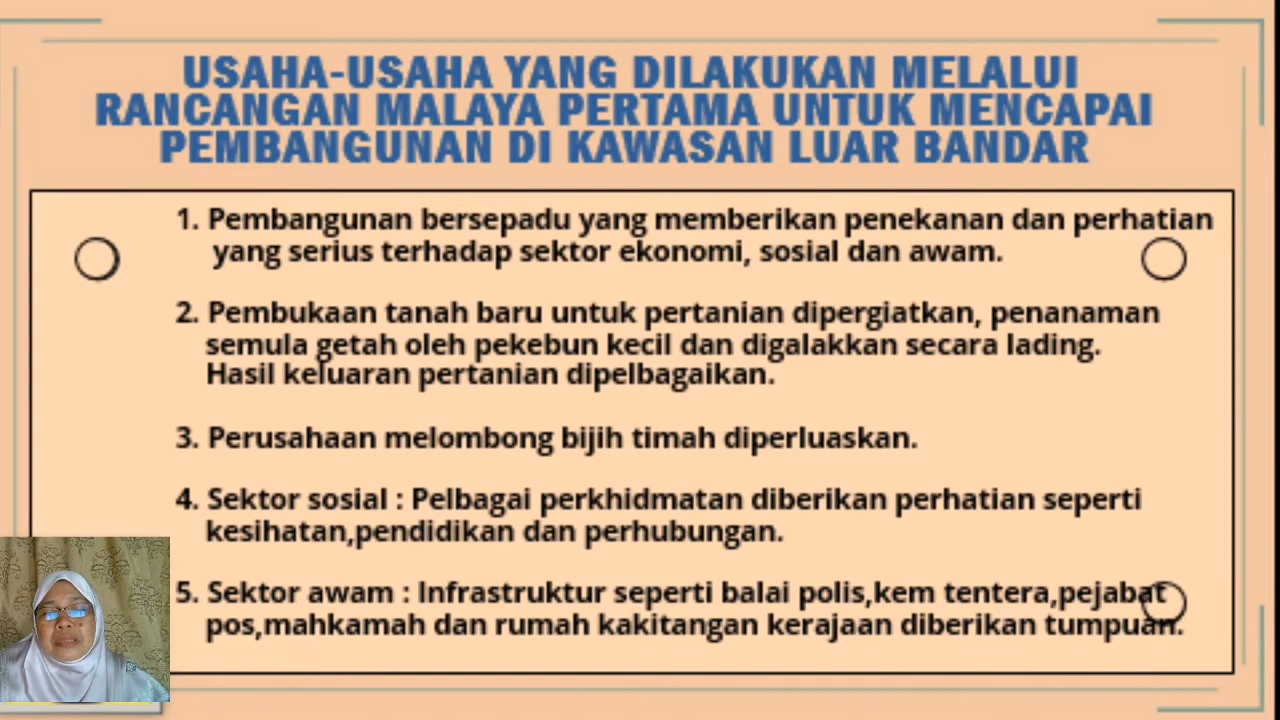 USAHA-USAHA YANG DILAKUKAN MELALUI
RANCANGAN MALAYA PERTAMA UNTUK MENCAPAI
PEMBANGUNAN DI KAWASAN LUAR BANDAR
1. Pembangunan bersepadu yang memberikan penekanan dan perhatian
yang serius terhadap sektor ekonomi, sosial dan awam.
2. Pembukaan tanah baru untuk pertanian dipergiatkan, penanaman
semula getah oleh pekebun kecil dan digalakkan secara lading.
Hasil keluaran pertanian dipelbagaikan.
3. Perusahaan melombong bijih timah diperluaskan.
4. Sektor sosial : Pelbagai perkhidmatan diberikan perhatian seperti
kesihatan,pendidikan dan perhubungan.
5. Sektor awam : Infrastruktur seperti balai polis,kem tentera,pejabat
pos,mahkamah dan rumah kakitangan kerajaan diberikan tumpuan.